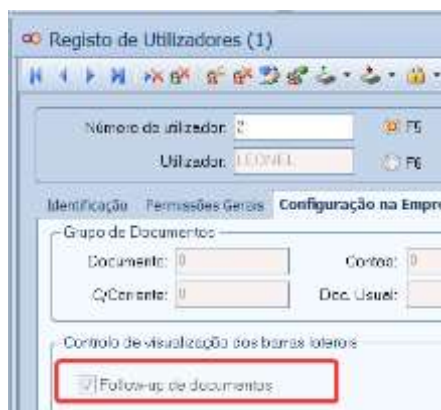 Registo de Utilizadores (1)
Número do utilizador: 2
F5
Utilizador: LEONEL
F6
Identificação Permissões Gerais Configuração na Empre
Grupo de Documentos
Documento: 0 Contas: 0
C/Corrente: 0 Doc. Usual:
Controlo de visualização dos barras laterais
Follow-up de documentos